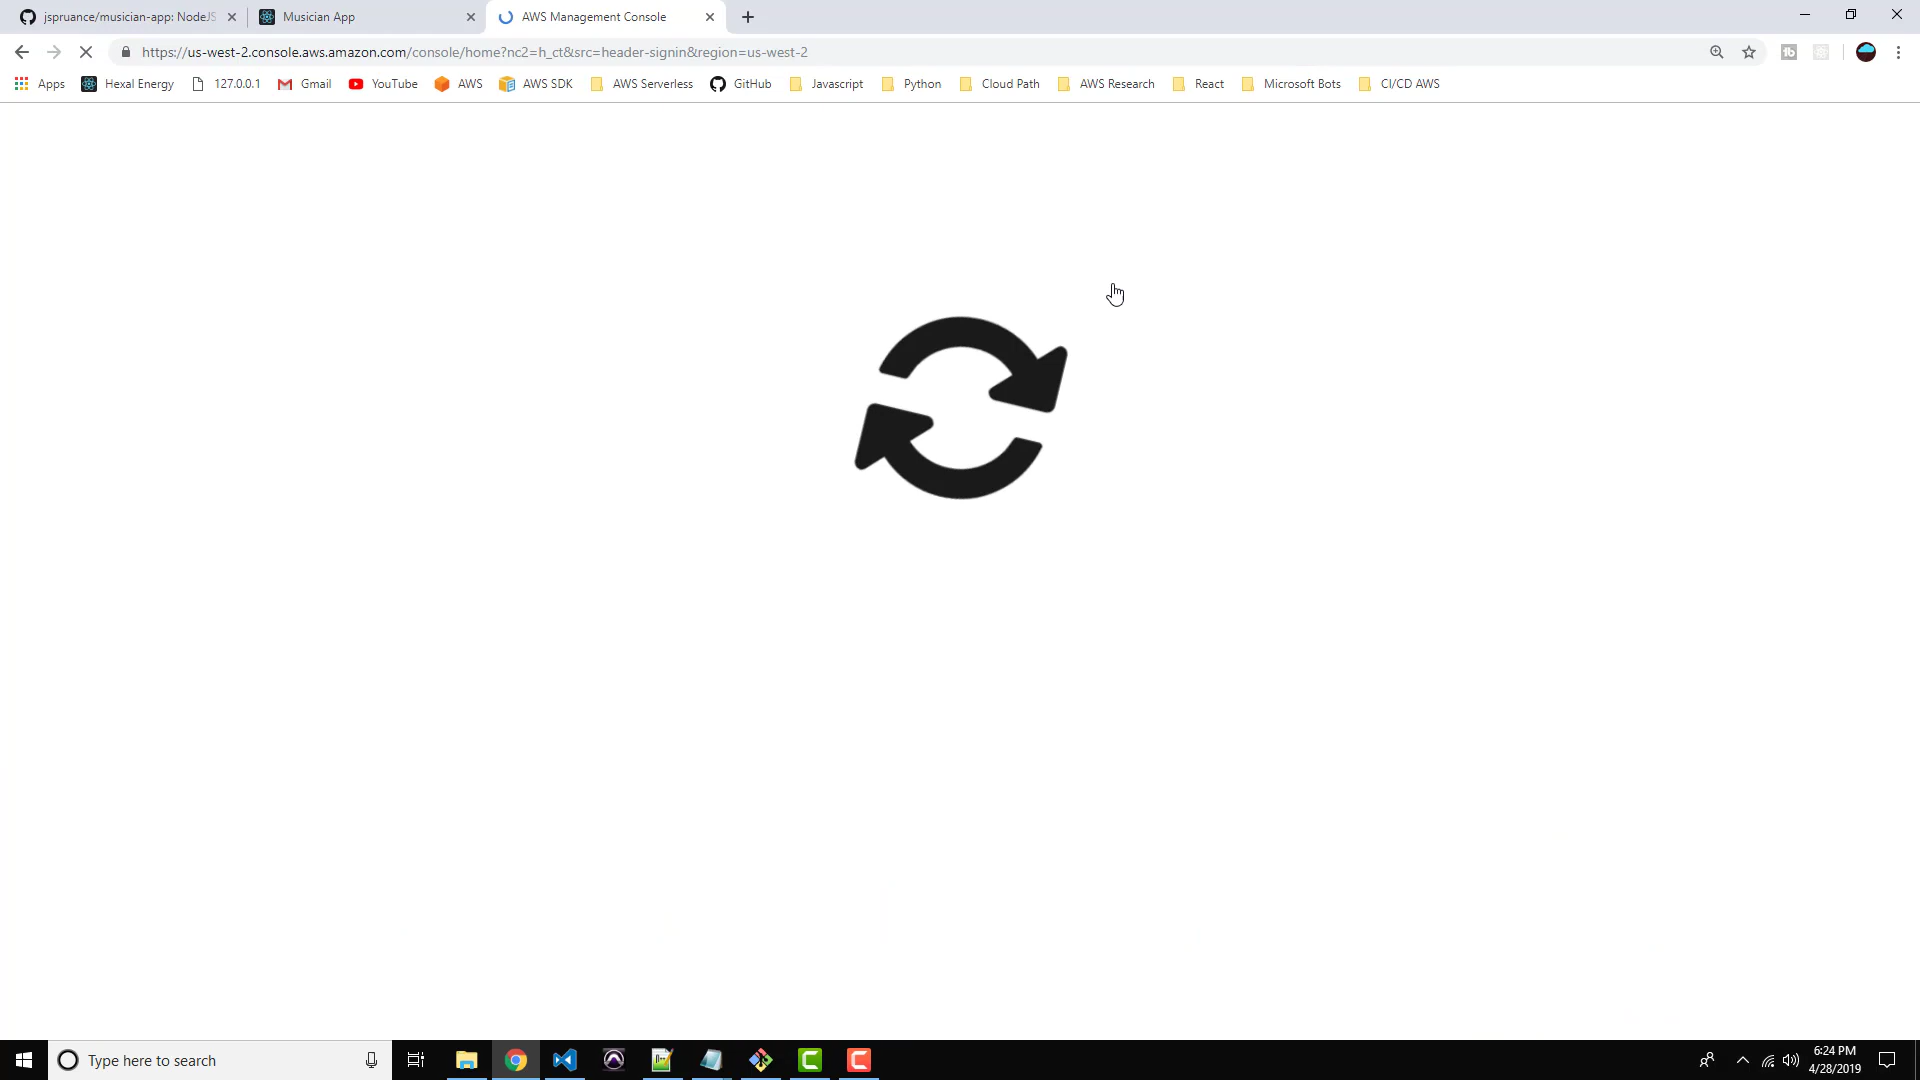 jspruance/musician-app: NodeJS
Musician App
AWS Management Console
https://us-west-2.console.aws.amazon.com/console/home?nc2=h_ct&src=header-signin&region=us-west-2
Apps Hexal Energy 127.0.0.1 Gmail YouTube AWS AWS SDK AWS Serverless GitHub Javascript Python Cloud Path AWS Research React Microsoft Bots CI/CD AWS
Type here to search
6:24 PM
4/28/2019